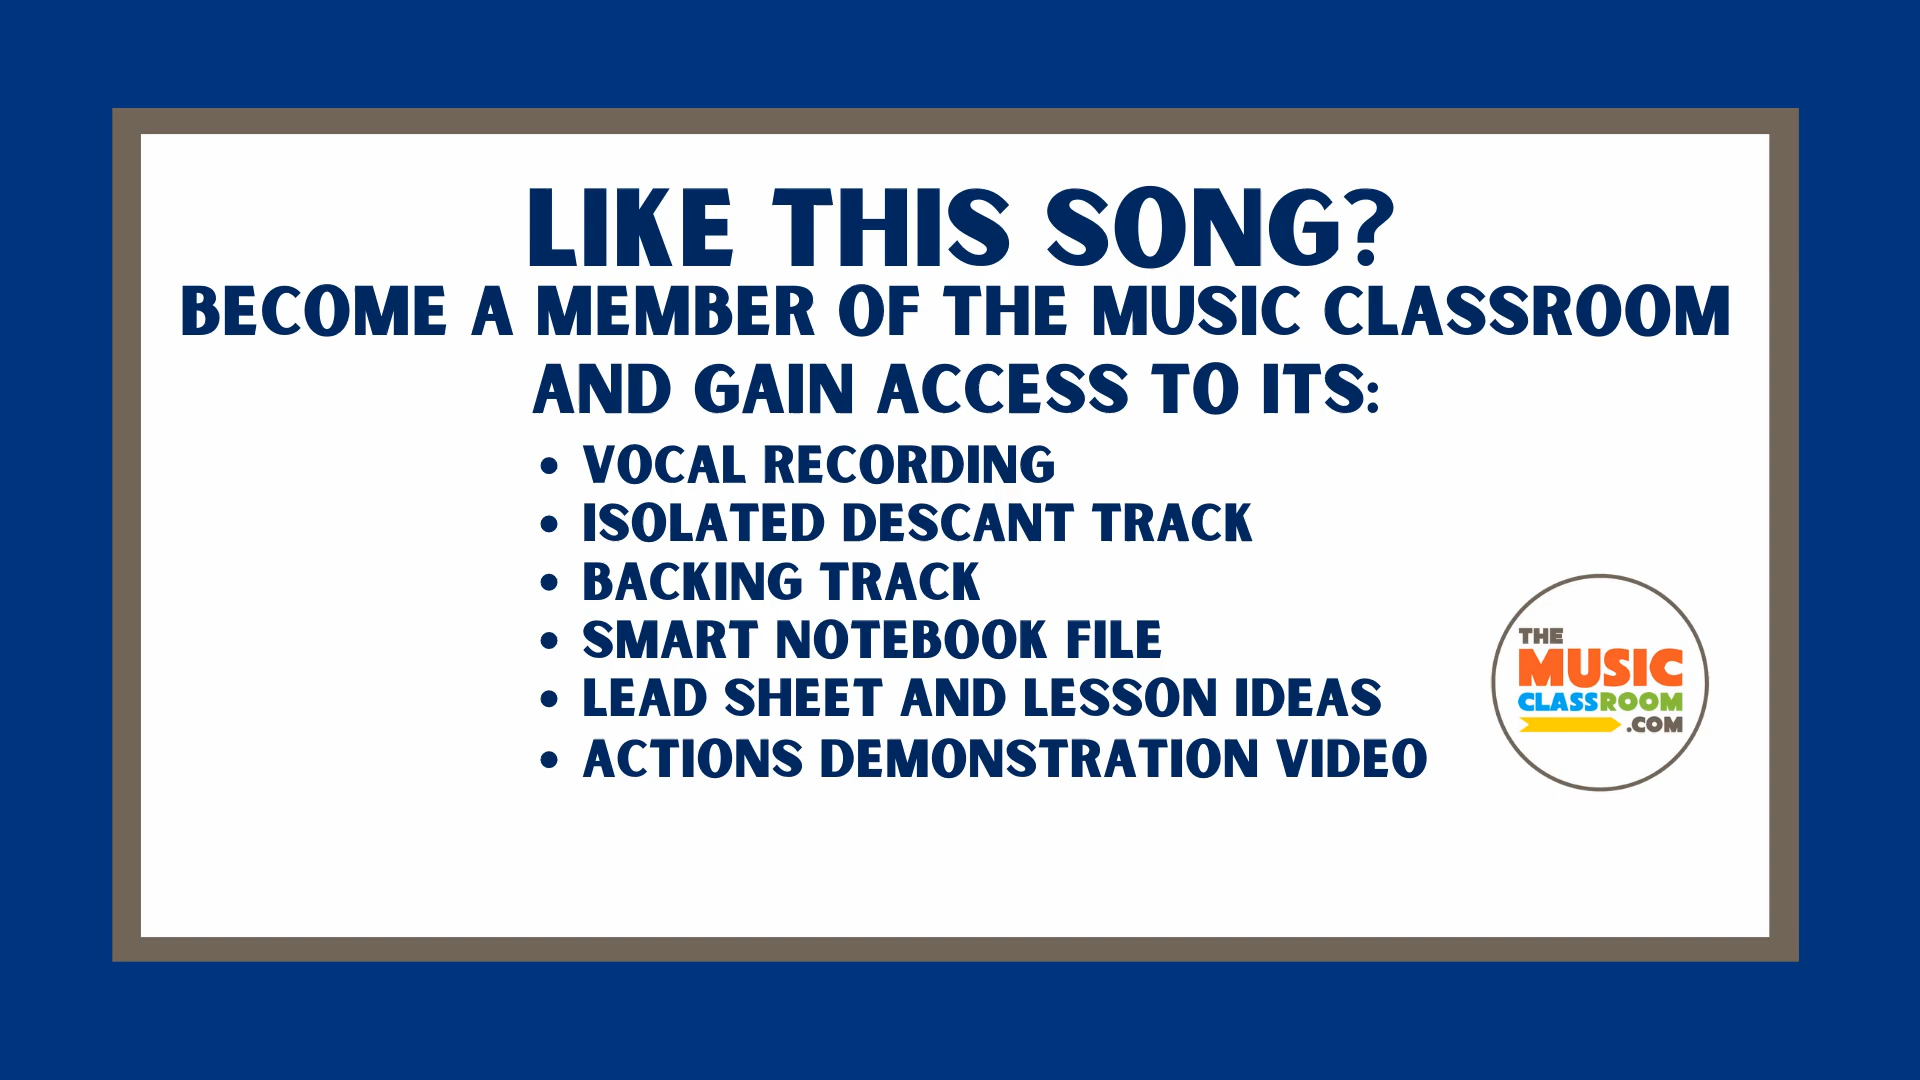 LIKE THIS SONG?
BECOME A MEMBER OF THE MUSIC CLASSROOM
AND GAIN ACCESS TO ITS:
• VOCAL RECORDING
• ISOLATED DESCANT TRACK
• BACKING TRACK
• SMART NOTEBOOK FILE
• LEAD SHEET AND LESSON IDEAS
• ACTIONS DEMONSTRATION VIDEO
THE
MUSIC
CLASSROOM
.COM